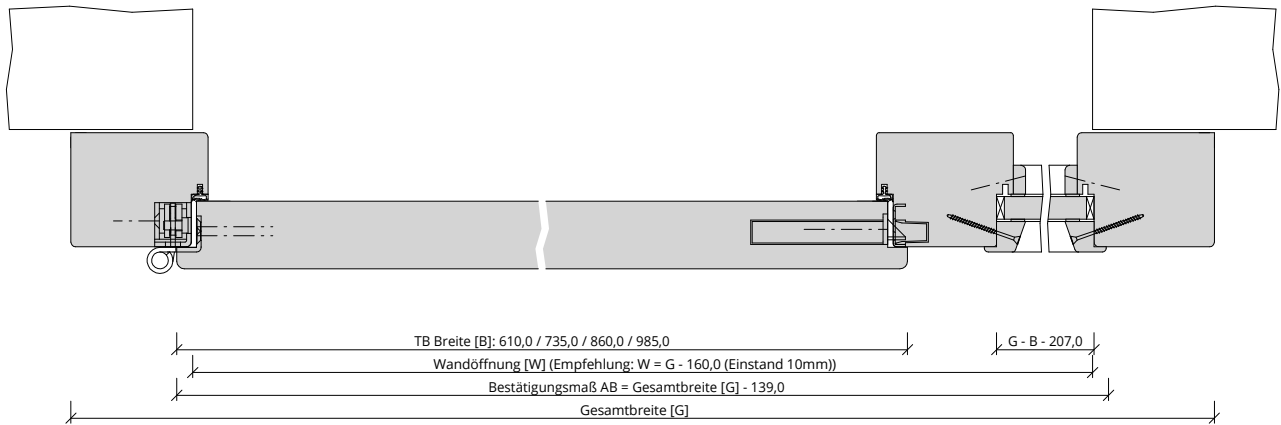 TB Breite [B]: 610,0 / 735,0 / 860,0 / 985,0
G - B - 207,0
Wandöffnung [W] (Empfehlung: W = G - 160,0 (Einstand 10mm))
Bestätigungsmaß AB = Gesamtbreite [G] - 139,0
Gesamtbreite [G]